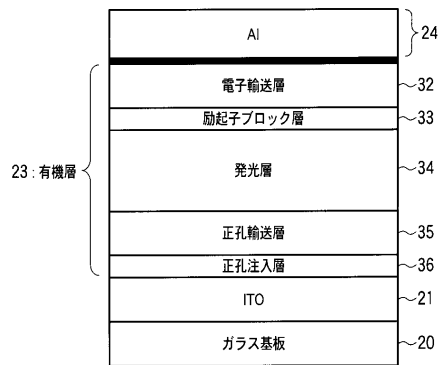 Al
24
電子輸送層
32
励起子ブロック層
33
23:有機層
発光層
34
正孔輸送層
35
正孔注入層
36
ITO
21
ガラス基板
20